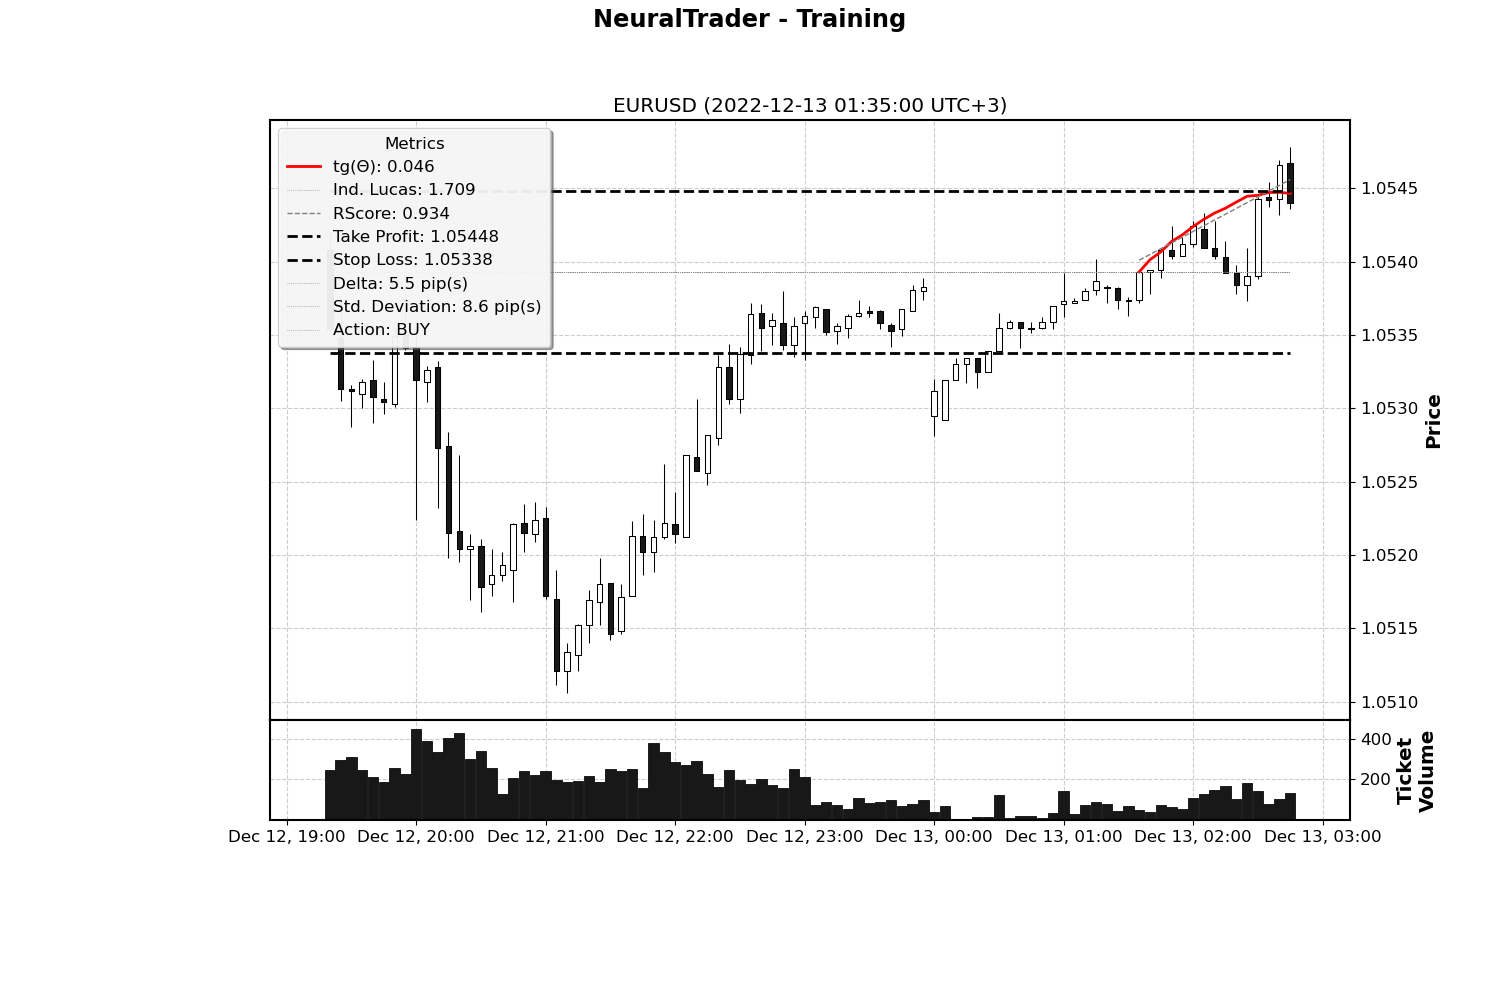 NeuralTrader - Training
EURUSD (2022-12-13 01:35:00 UTC+3)
Metrics
tg(Θ): 0.046
Ind. Lucas: 1.709
RScore: 0.934
Take Profit: 1.05448
Stop Loss: 1.05338
Delta: 5.5 pip(s)
Std. Deviation: 8.6 pip(s)
Action: BUY
1.0545
1.0540
1.0535
1.0530
1.0525
1.0520
1.0515
1.0510
Price
400
200
Ticket
Volume
Dec 12, 19:00
Dec 12, 20:00
Dec 12, 21:00
Dec 12, 22:00
Dec 12, 23:00
Dec 13, 00:00
Dec 13, 01:00
Dec 13, 02:00
Dec 13, 03:00